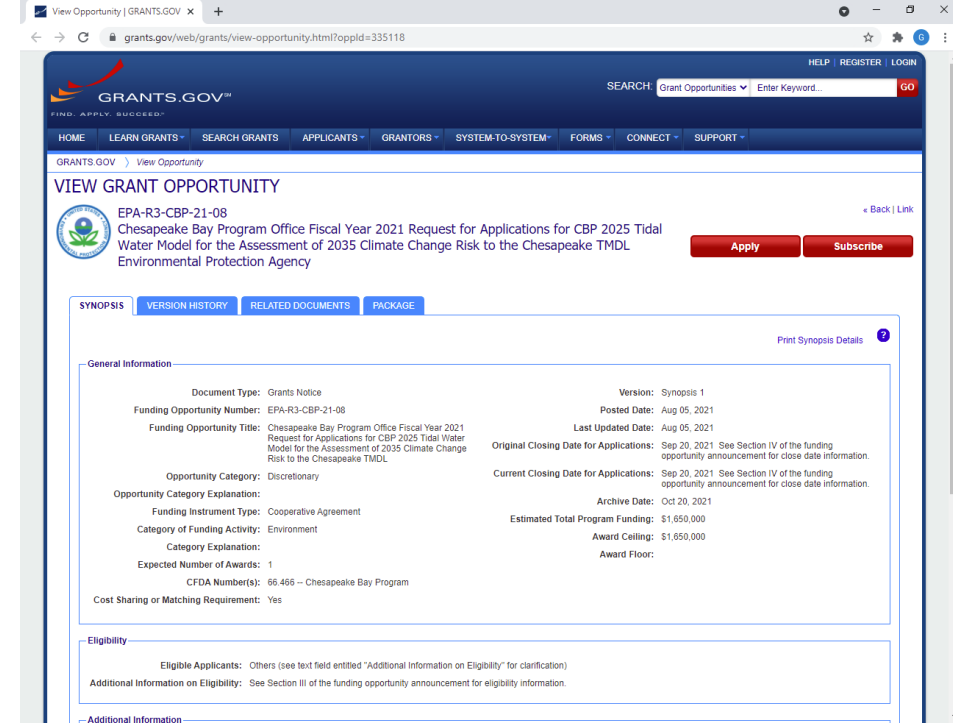 View Opportunity | GRANTS.GOV
grants.gov/web/grants/view-opportunity.html?oppId=335118
G
HELP | REGISTER | LOGIN
GRANTS.GOV℠
FIND. APPLY. SUCCEED.℠
SEARCH: Grant Opportunities Enter Keyword... GO
HOME LEARN GRANTS SEARCH GRANTS APPLICANTS GRANTORS SYSTEM-TO-SYSTEM FORMS CONNECT SUPPORT
GRANTS.GOV 〉 View Opportunity
VIEW GRANT OPPORTUNITY
« Back | Link
EPA-R3-CBP-21-08
Chesapeake Bay Program Office Fiscal Year 2021 Request for Applications for CBP 2025 Tidal
Water Model for the Assessment of 2035 Climate Change Risk to the Chesapeake TMDL
Environmental Protection Agency
Apply Subscribe
SYNOPSIS VERSION HISTORY RELATED DOCUMENTS PACKAGE
Print Synopsis Details ?
General Information
Document Type: Grants Notice
Funding Opportunity Number: EPA-R3-CBP-21-08
Funding Opportunity Title: Chesapeake Bay Program Office Fiscal Year 2021
Request for Applications for CBP 2025 Tidal Water
Model for the Assessment of 2035 Climate Change
Risk to the Chesapeake TMDL
Opportunity Category: Discretionary
Opportunity Category Explanation:
Funding Instrument Type: Cooperative Agreement
Category of Funding Activity: Environment
Category Explanation:
Expected Number of Awards: 1
CFDA Number(s): 66.466 -- Chesapeake Bay Program
Cost Sharing or Matching Requirement: Yes
Version: Synopsis 1
Posted Date: Aug 05, 2021
Last Updated Date: Aug 05, 2021
Original Closing Date for Applications: Sep 20, 2021 See Section IV of the funding
opportunity announcement for close date information.
Current Closing Date for Applications: Sep 20, 2021 See Section IV of the funding
opportunity announcement for close date information.
Archive Date: Oct 20, 2021
Estimated Total Program Funding: $1,650,000
Award Ceiling: $1,650,000
Award Floor:
Eligibility
Eligible Applicants: Others (see text field entitled "Additional Information on Eligibility" for clarification)
Additional Information on Eligibility: See Section III of the funding opportunity announcement for eligibility information.
Additional Information